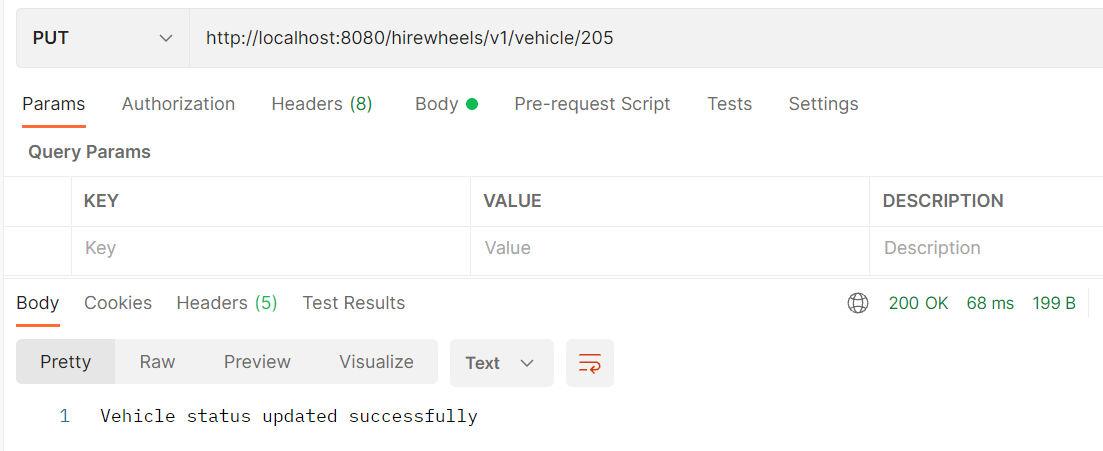 PUT http://localhost:8080/hirewheels/v1/vehicle/205
Params Authorization Headers (8) Body Pre-request Script Tests Settings
Query Params
KEY VALUE DESCRIPTION
Key Value Description
Body Cookies Headers (5) Test Results 200 OK 68 ms 199 B
Pretty Raw Preview Visualize Text
1 Vehicle status updated successfully